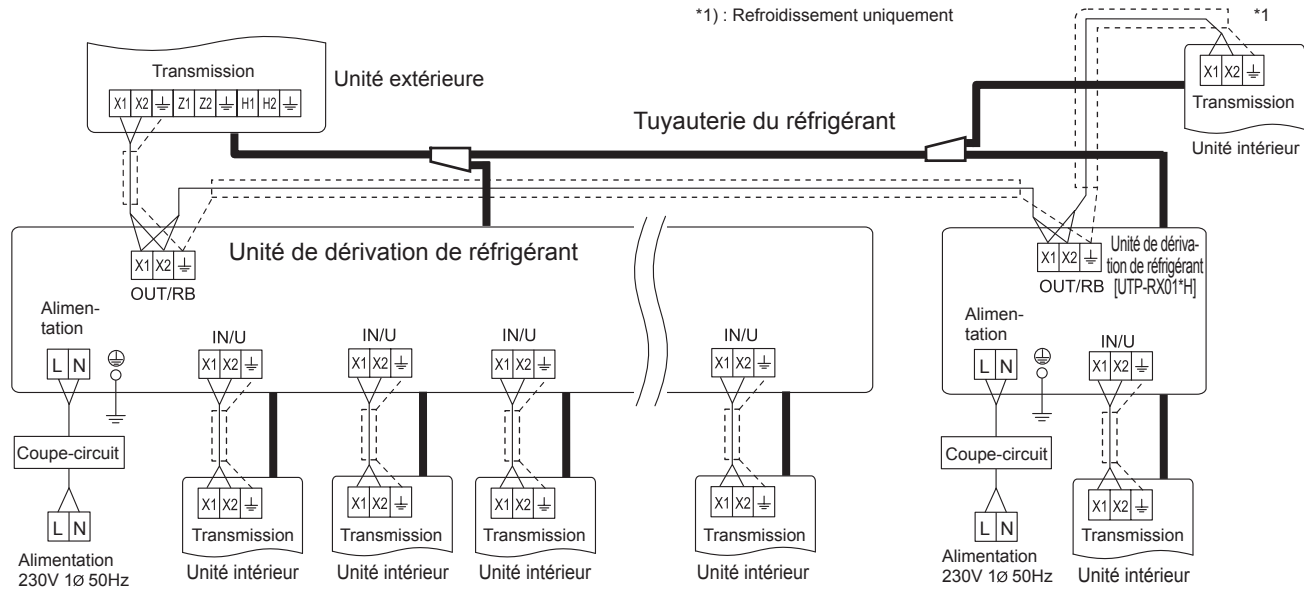 *1) : Refroidissement uniquement
*1
Transmission
X1 X2 Z1 Z2 H1 H2
Unité extérieure
X1 X2
Transmission
Unité intérieur
Tuyauterie du réfrigérant
Unité de dérivation de réfrigérant
X1 X2
OUT/RB
X1 X2
OUT/RB
Unité de dériva-
tion de réfrigérant
[UTP-RX01*H]
Alimen-
tation
L N
IN/U
X1 X2
IN/U
X1 X2
IN/U
X1 X2
IN/U
X1 X2
Alimen-
tation
L N
IN/U
X1 X2
Coupe-circuit
L N
Alimentation
230V 1Ø 50Hz
X1 X2
Transmission
Unité intérieur
X1 X2
Transmission
Unité intérieur
X1 X2
Transmission
Unité intérieur
X1 X2
Transmission
Unité intérieur
Coupe-circuit
L N
Alimentation
230V 1Ø 50Hz
X1 X2
Transmission
Unité intérieur